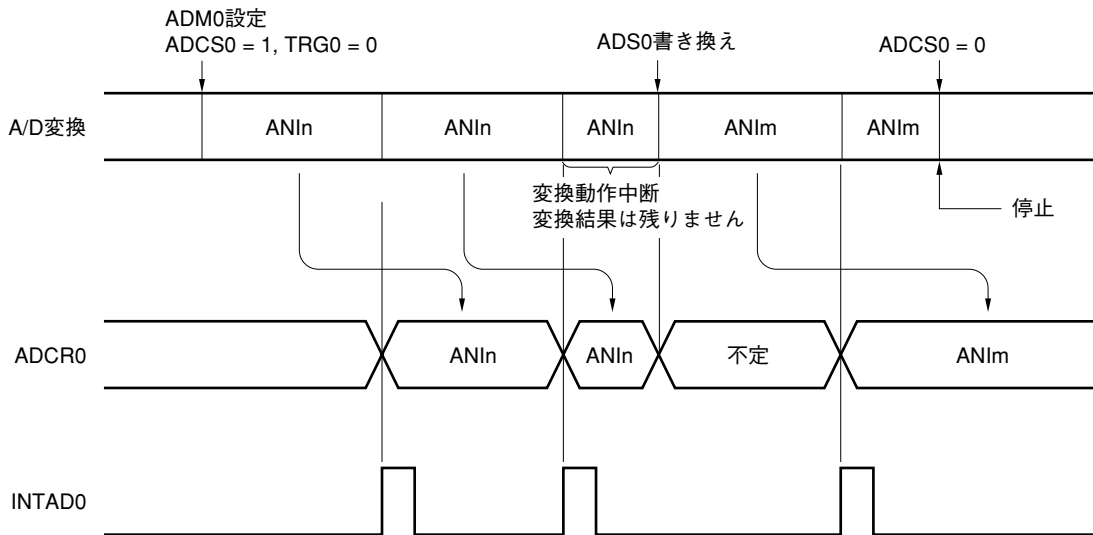 ADM0設定
ADCS0 = 1, TRG0 = 0
ADS0書き換え
ADCS0 = 0
A/D変換
ANIn
ANIn
ANIn
ANIm
ANIm
変換動作中断
変換結果は残りません
停止
ADCR0
ANIn
ANIn
不定
ANIm
INTAD0